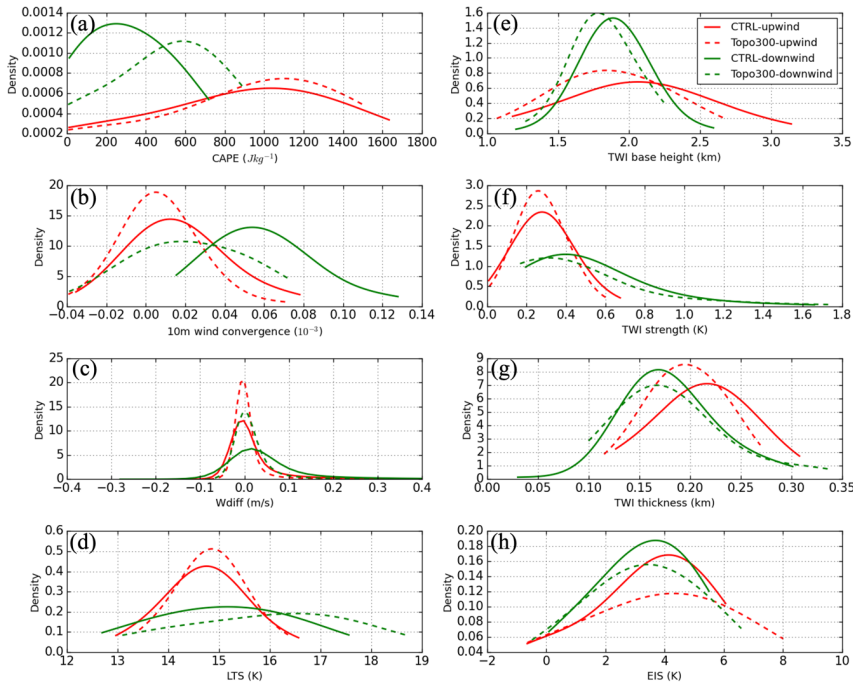 (a)
Density
0.0014
0.0012
0.0010
0.0008
0.0006
0.0004
0.0002
0 200 400 600 800 1000 1200 1400 1600 1800
CAPE (Jkg⁻¹)
(e)
Density
1.6
1.4
1.2
1.0
0.8
0.6
0.4
0.2
0.0
1.0 1.5 2.0 2.5 3.0 3.5
TWI base height (km)
CTRL-upwind
Topo300-upwind
CTRL-downwind
Topo300-downwind
(b)
Density
20
15
10
5
0
−0.04 −0.02 0.00 0.02 0.04 0.06 0.08 0.10 0.12 0.14
10m wind convergence (10⁻³)
(f)
Density
3.0
2.5
2.0
1.5
1.0
0.5
0.0
0.0 0.2 0.4 0.6 0.8 1.0 1.2 1.4 1.6 1.8
TWI strength (K)
(c)
Density
25
20
15
10
5
0
−0.4 −0.3 −0.2 −0.1 −0.0 0.1 0.2 0.3 0.4
Wdiff (m/s)
(g)
Density
9
8
7
6
5
4
3
2
1
0
0.00 0.05 0.10 0.15 0.20 0.25 0.30 0.35
TWI thickness (km)
(d)
Density
0.6
0.5
0.4
0.3
0.2
0.1
0.0
12 13 14 15 16 17 18 19
LTS (K)
(h)
Density
0.20
0.18
0.16
0.14
0.12
0.10
0.08
0.06
0.04
−2 0 2 4 6 8 10
EIS (K)